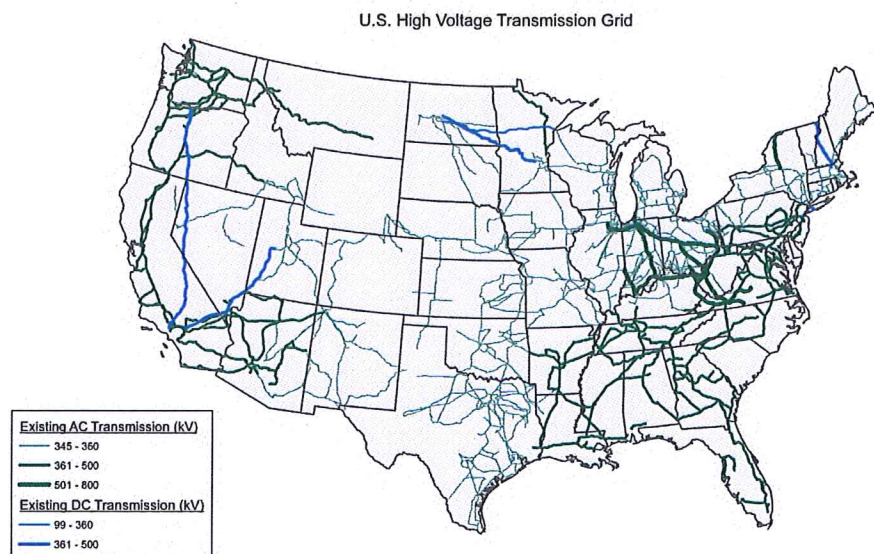 U.S. High Voltage Transmission Grid
Existing AC Transmission (kV)
345 - 360
361 - 500
501 - 800
Existing DC Transmission (kV)
99 - 360
361 - 500